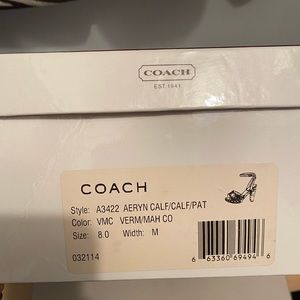 COACH
EST. 1941
COACH
Style: A3422 AERYN CALF/CALF/PAT
Color: VMC VERM/MAH CO
Size: 8.0 Width: M
032114
6 63360 69494 6